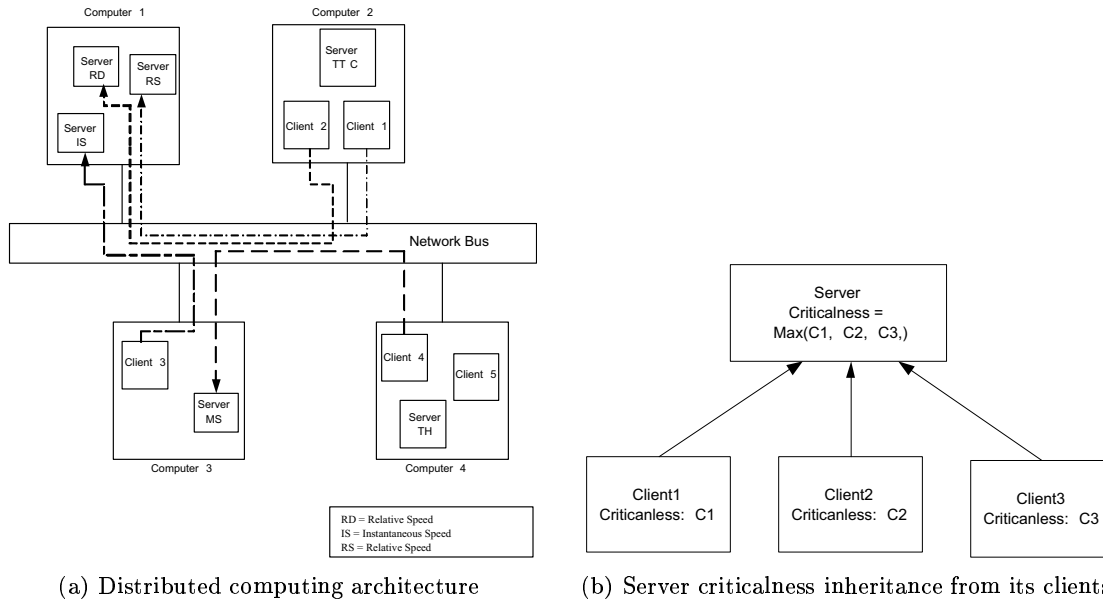 Computer 1
Computer 2
Server
RD
Server
RS
Server
IS
Server
TT C
Client 2
Client 1
Network Bus
Client 3
Server
MS
Client 4
Client 5
Server
TH
Computer 3
Computer 4
RD = Relative Speed
IS = Instantaneous Speed
RS = Relative Speed
Server
Criticalness =
Max(C1, C2, C3,)
Client1
Criticanless: C1
Client2
Criticanless: C2
Client3
Criticanless: C3
(a) Distributed computing architecture
(b) Server criticalness inheritance from its clients